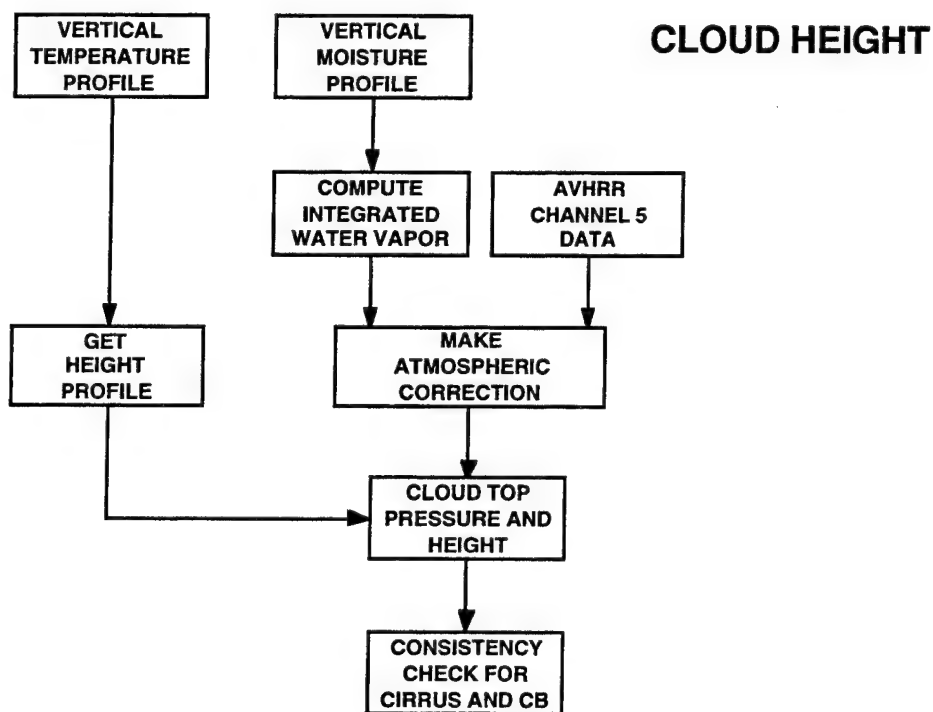 CLOUD HEIGHT
VERTICAL
TEMPERATURE
PROFILE
VERTICAL
MOISTURE
PROFILE
COMPUTE
INTEGRATED
WATER VAPOR
AVHRR
CHANNEL 5
DATA
GET
HEIGHT
PROFILE
MAKE
ATMOSPHERIC
CORRECTION
CLOUD TOP
PRESSURE AND
HEIGHT
CONSISTENCY
CHECK FOR
CIRRUS AND CB